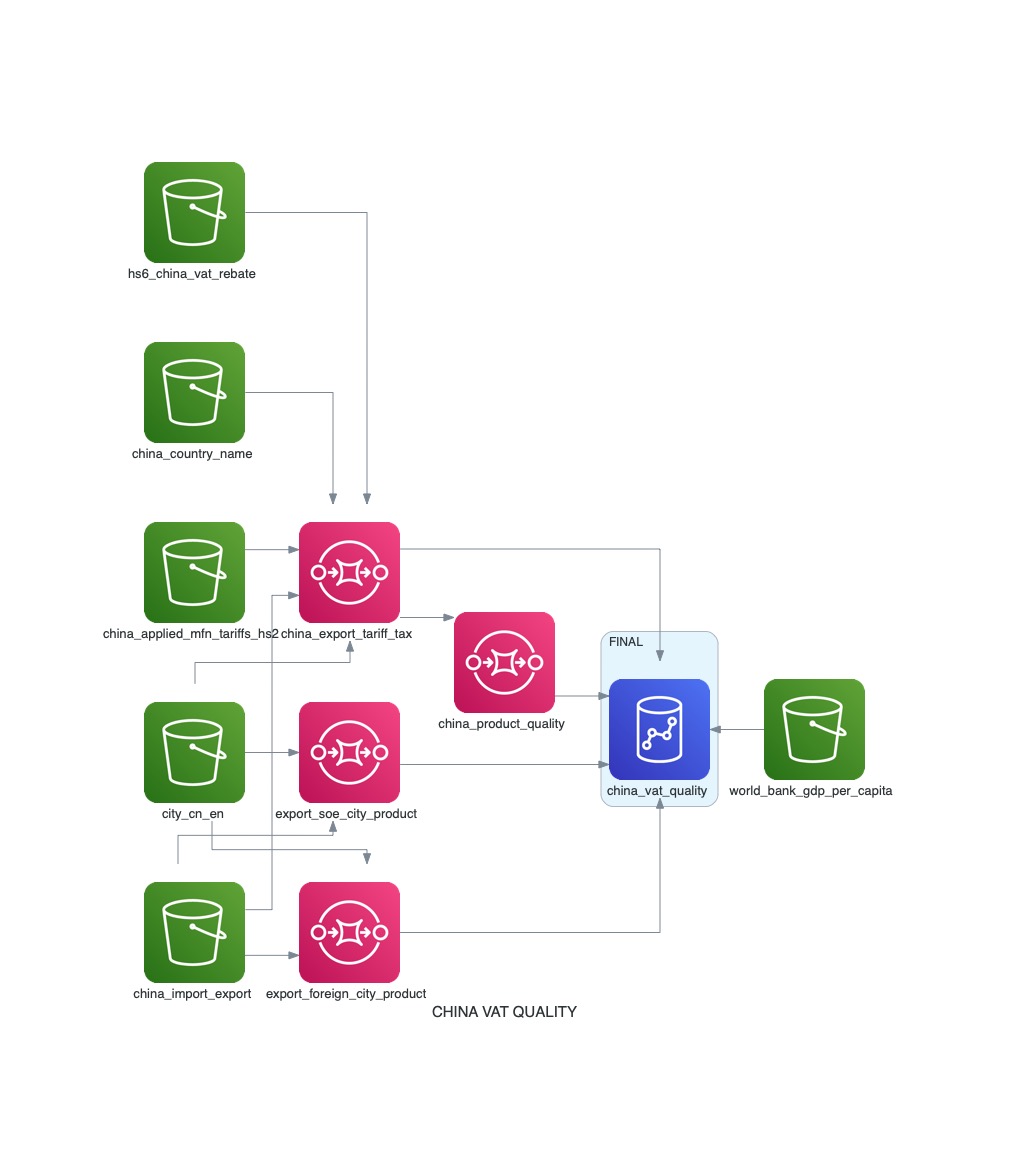 hs6_china_vat_rebate
china_country_name
china_applied_mfn_tariffs_hs2
china_export_tariff_tax
FINAL
china_product_quality
china_vat_quality
world_bank_gdp_per_capita
city_cn_en
export_soe_city_product
china_import_export
export_foreign_city_product
CHINA VAT QUALITY